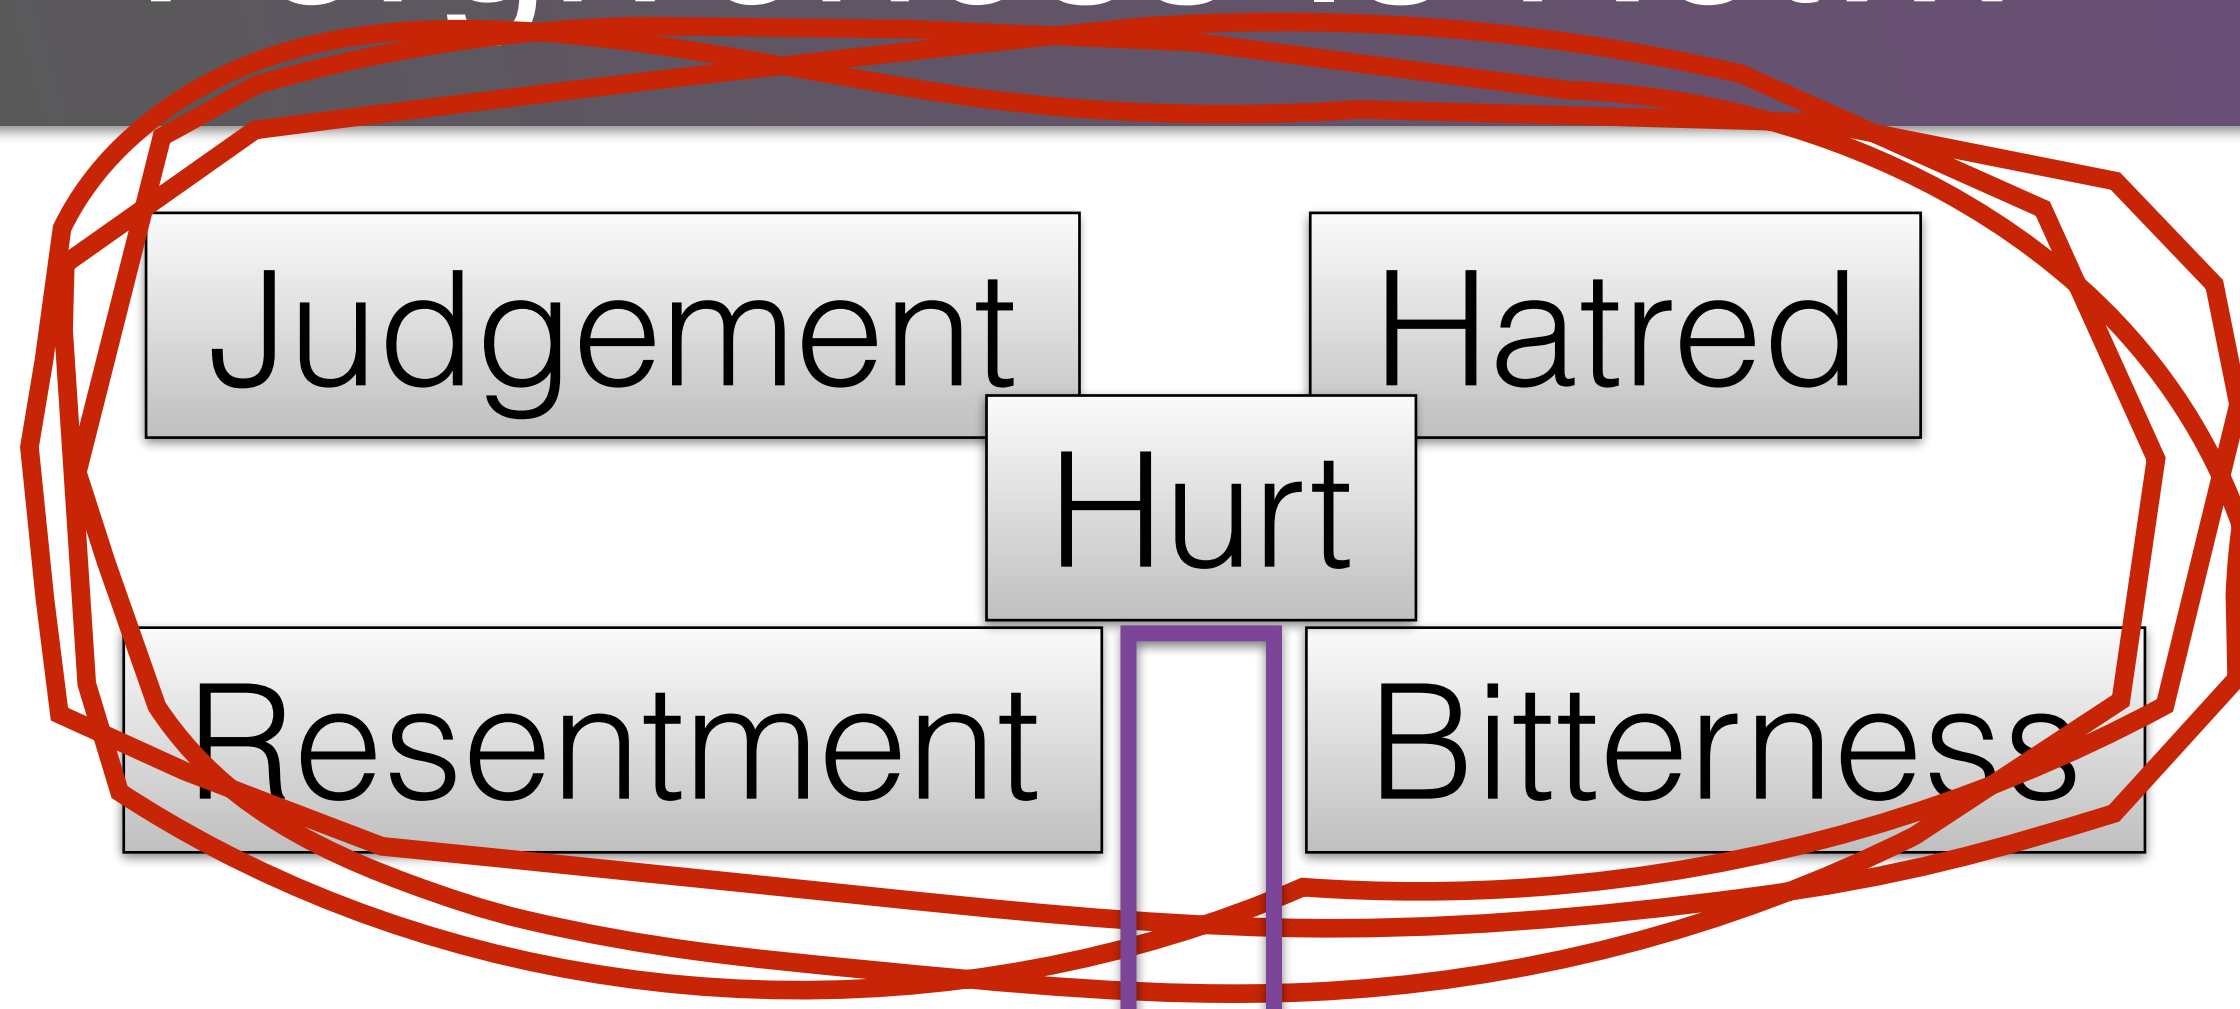 Judgement
Hatred
Hurt
Resentment
Bitterness